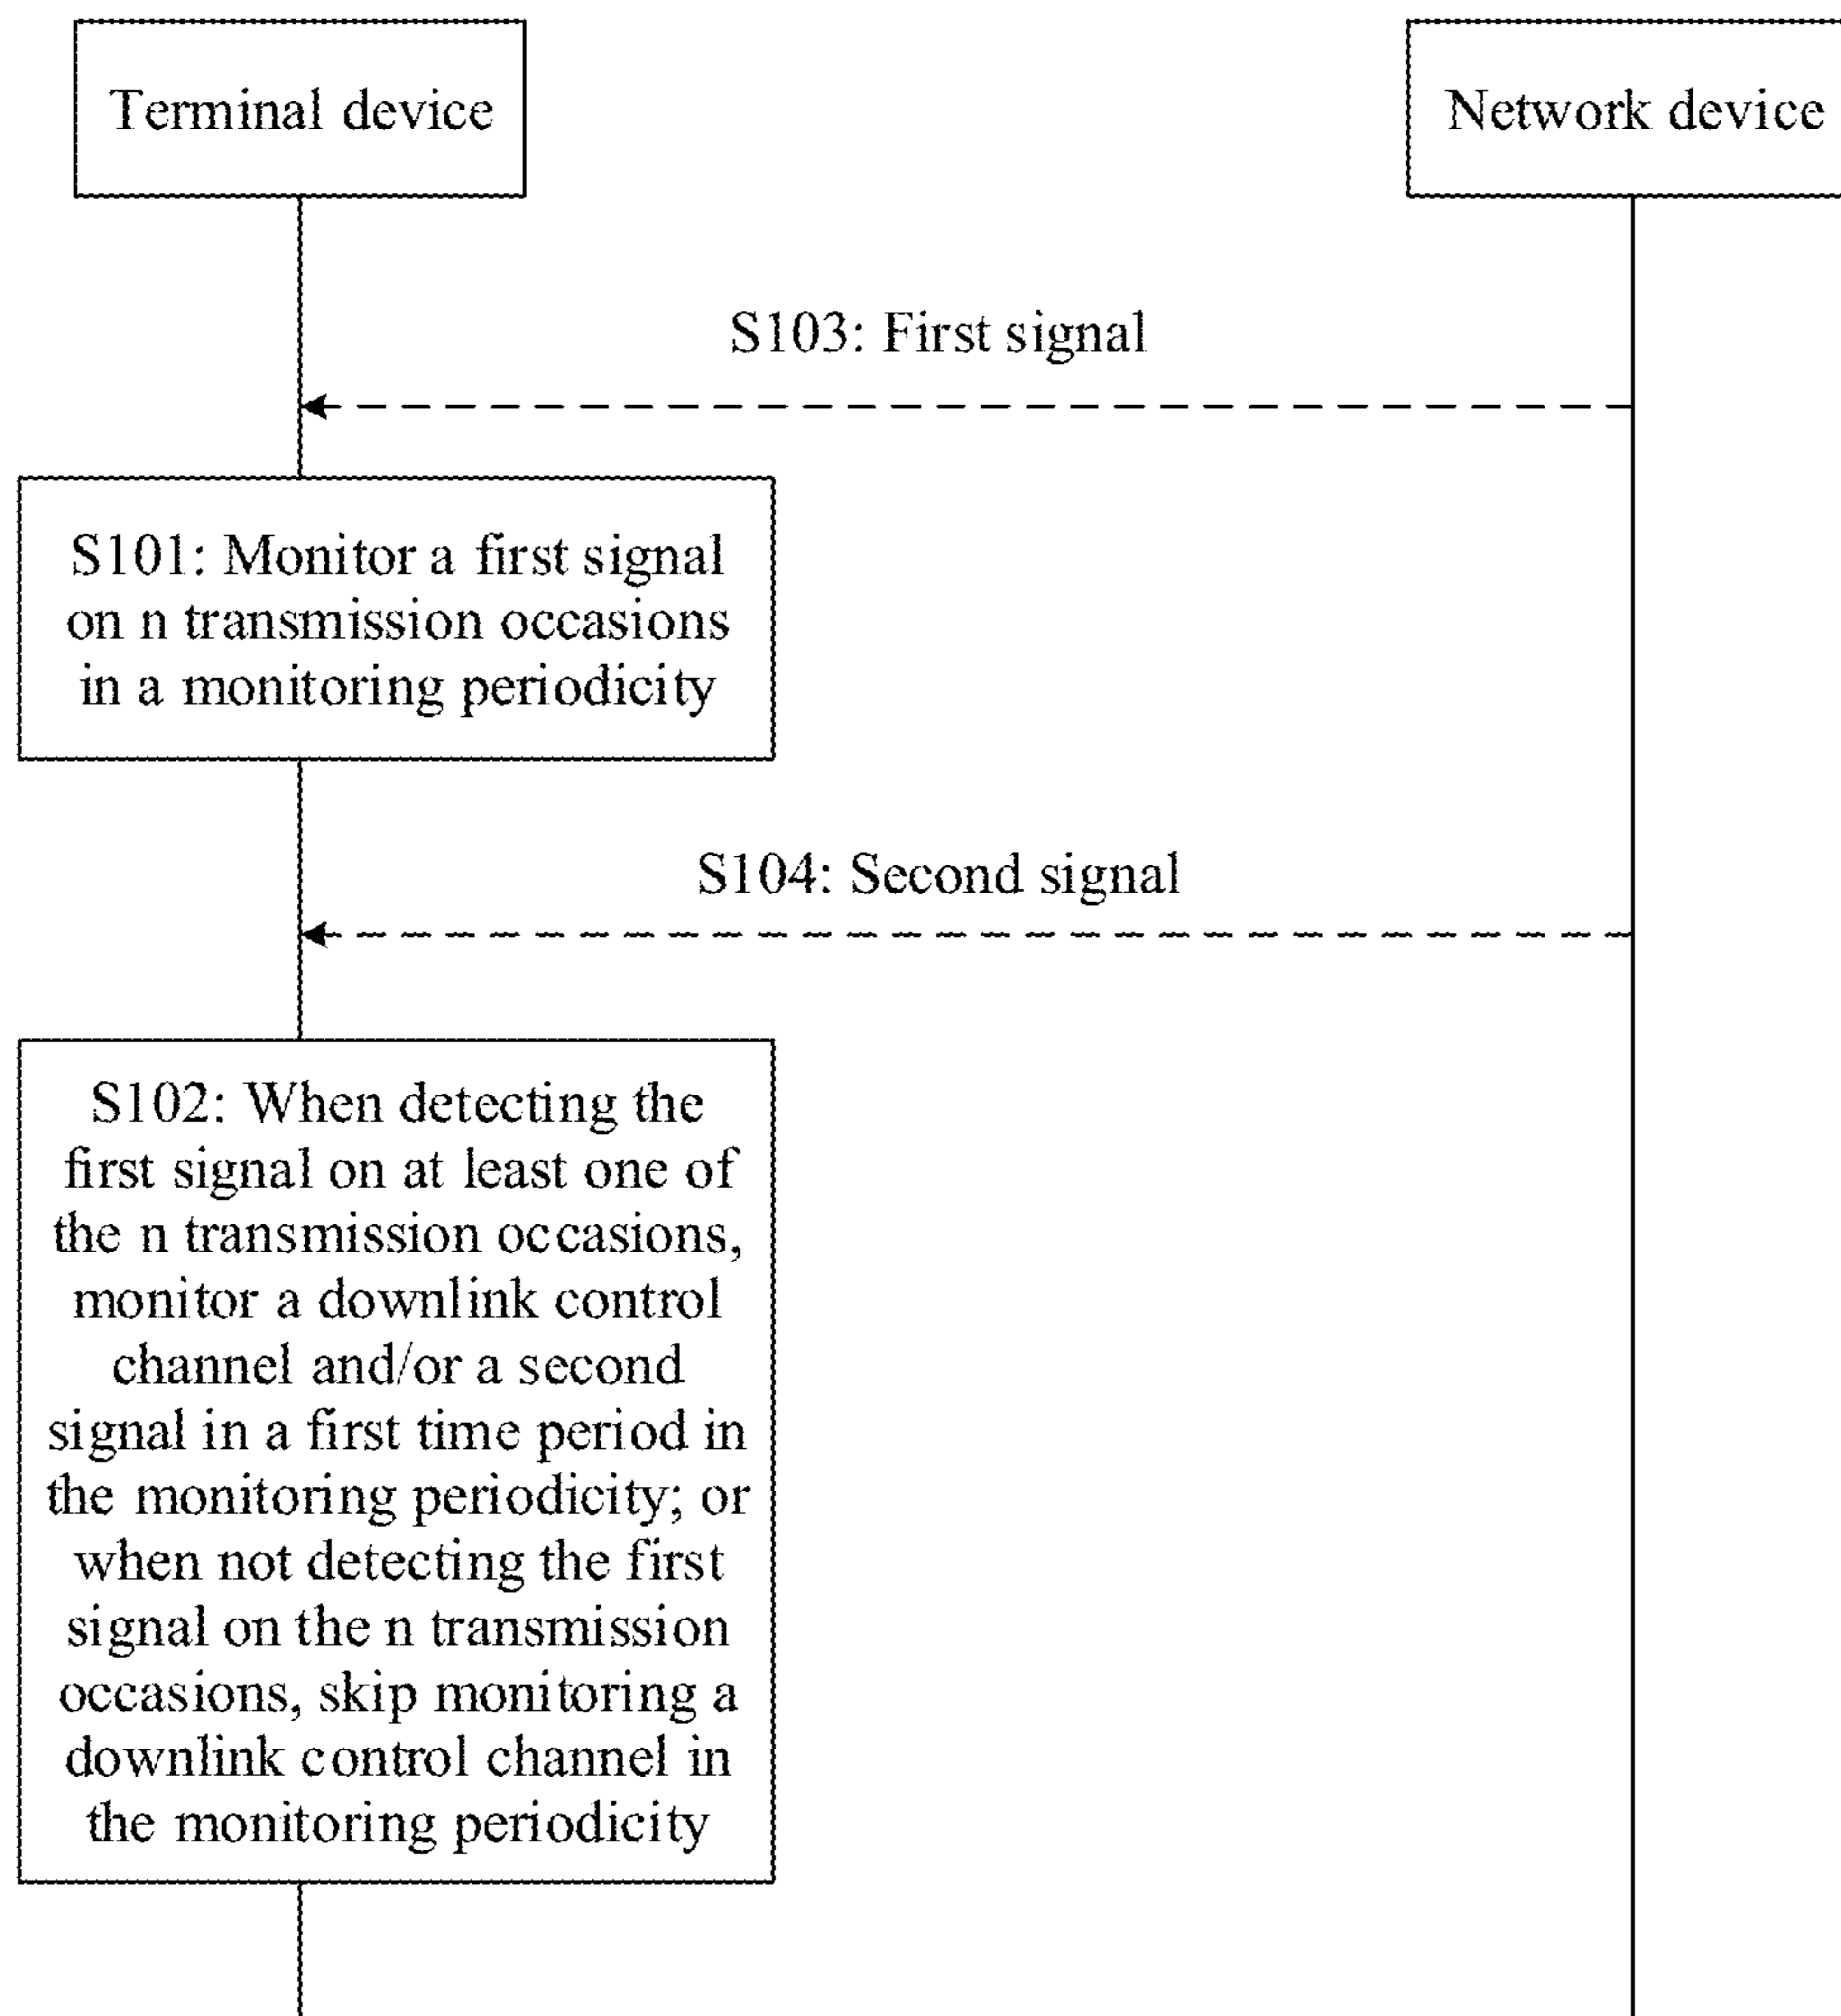 Terminal device
Network device
S103: First signal
S101: Monitor a first signal
on n transmission occasions
in a monitoring periodicity
S104: Second signal
S102: When detecting the
first signal on at least one of
the n transmission occasions,
monitor a downlink control
channel and/or a second
signal in a first time period in
the monitoring periodicity; or
when not detecting the first
signal on the n transmission
occasions, skip monitoring a
downlink control channel in
the monitoring periodicity